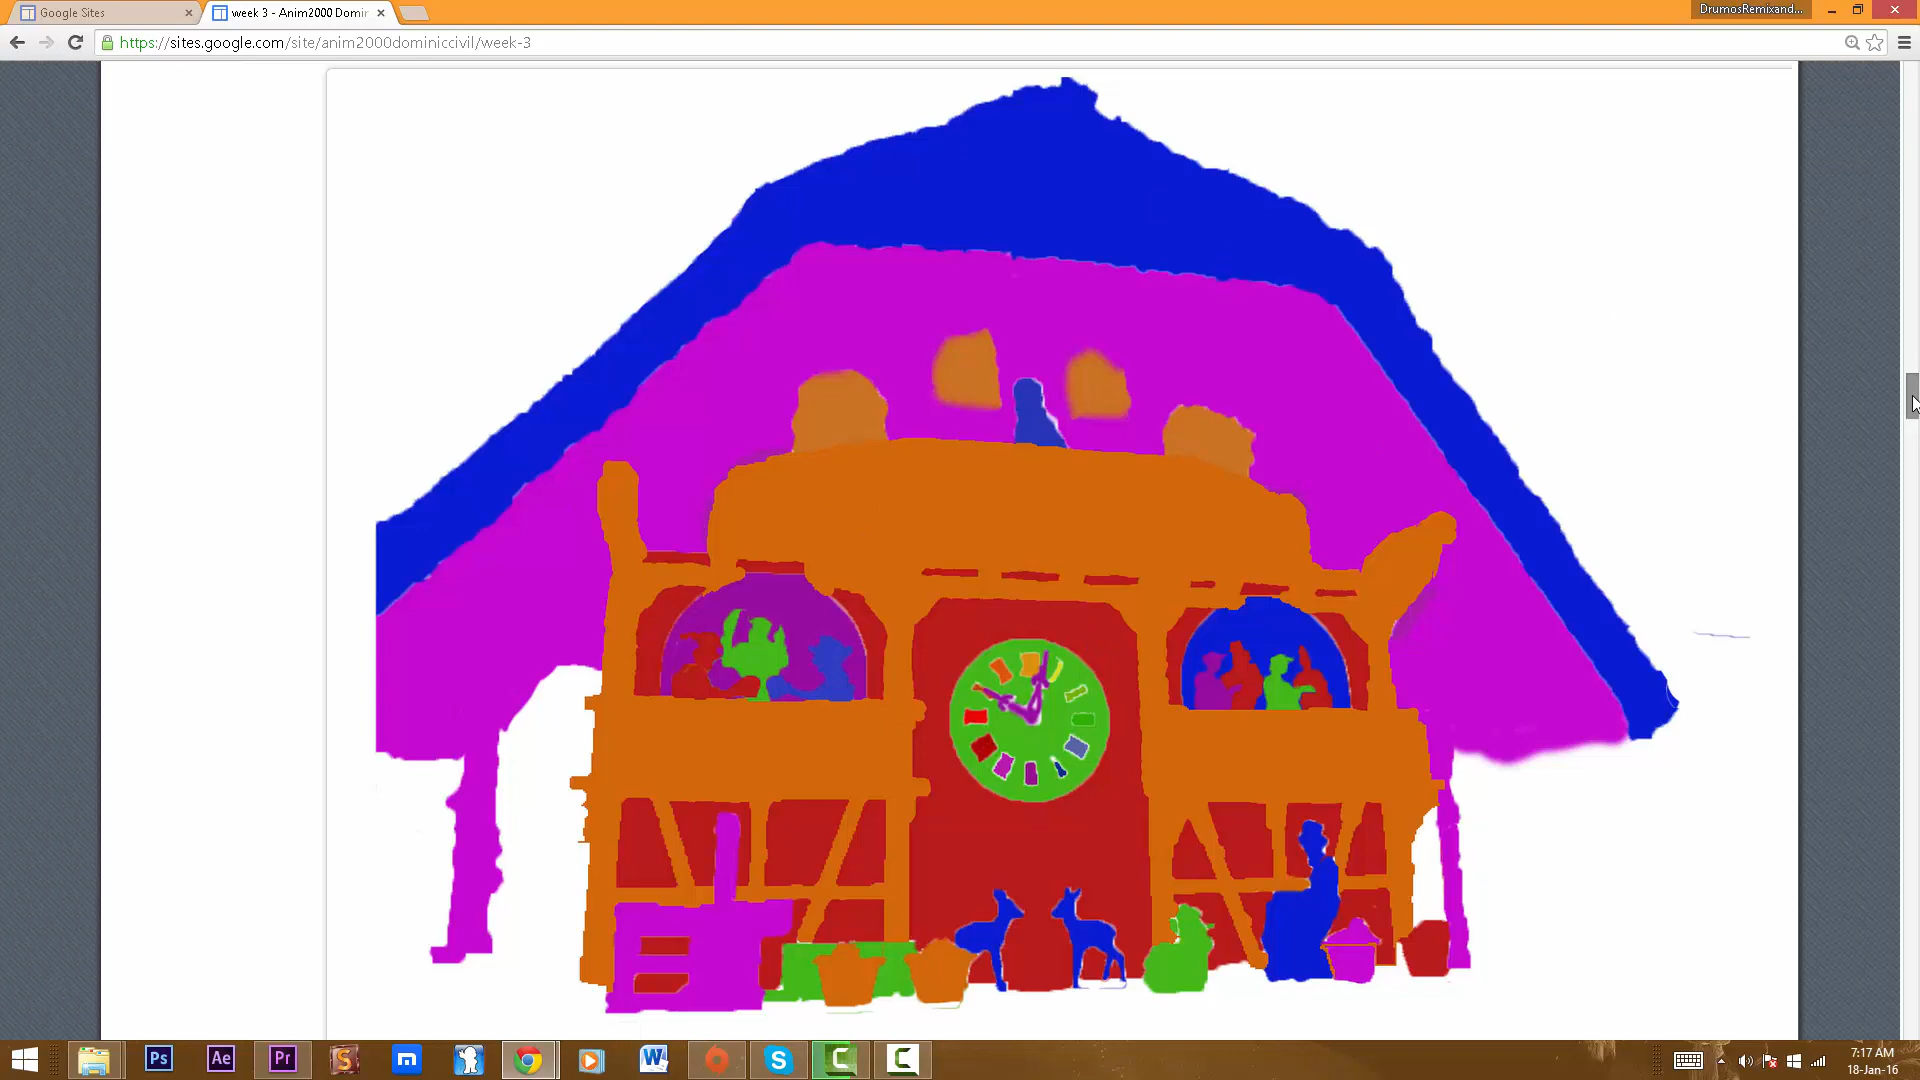 Google Sites
week 3 - Anim2000 Domin
DrumosRemixand...
https://sites.google.com/site/anim2000dominiccivil/week-3
Ps
Ae
Pr
7:17 AM
18-Jan-16